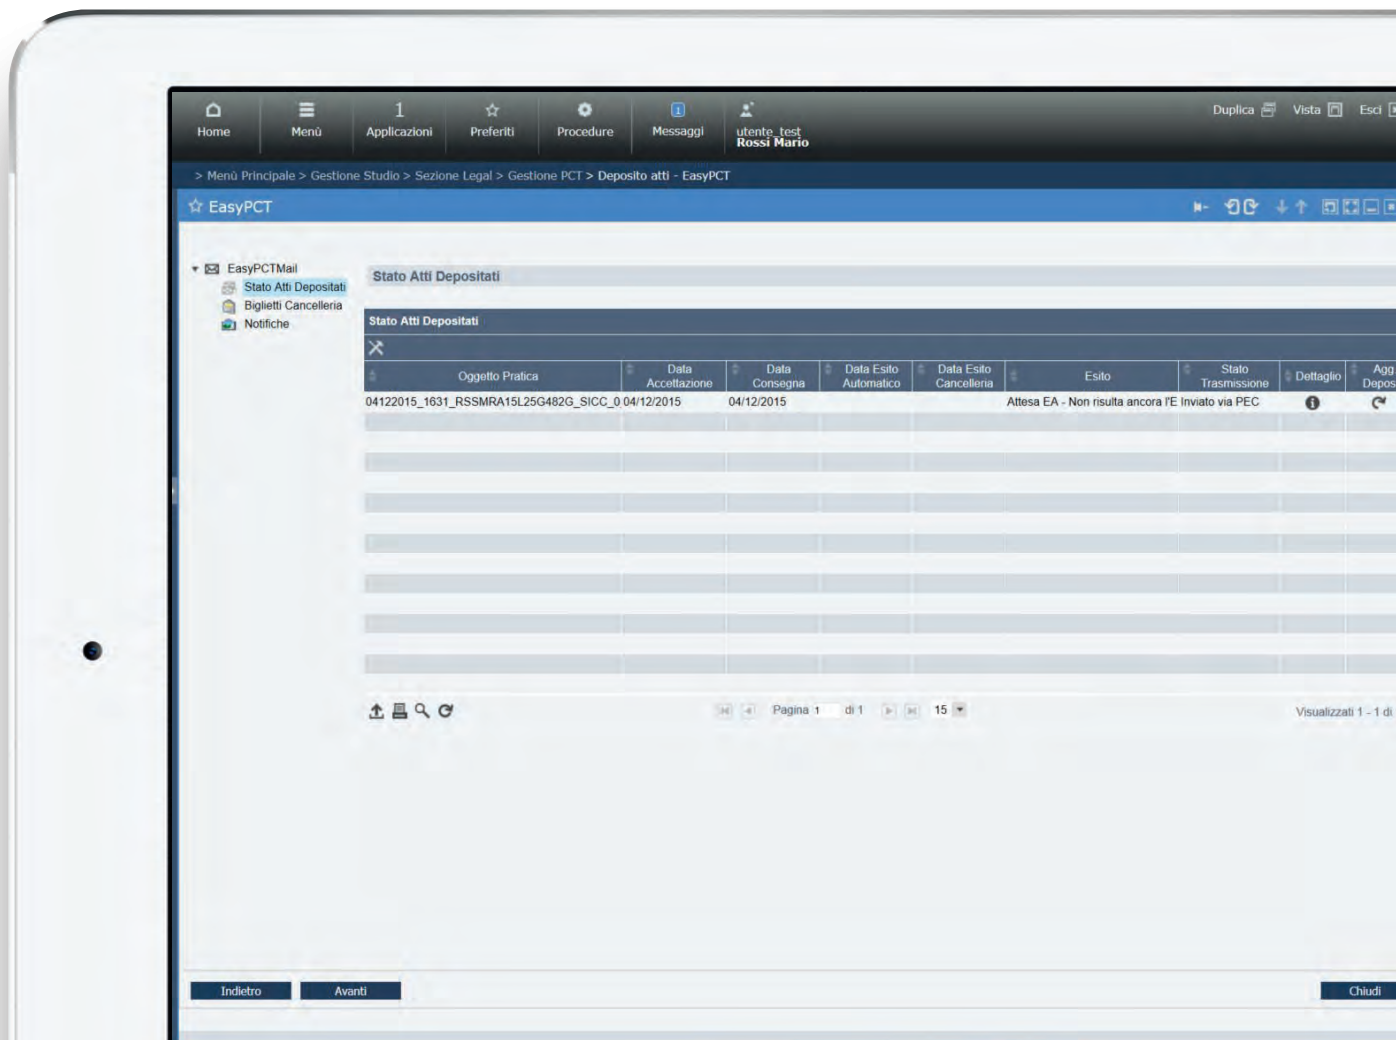 Home Menù 1 Applicazioni Preferiti Procedure 1 Messaggi utente_test Duplica Vista Esci
Rossi Mario
> Menù Principale > Gestione Studio > Sezione Legal > Gestione PCT > Deposito atti - EasyPCT
EasyPCT
EasyPCTMail
Stato Atti Depositati
Biglietti Cancelleria
Notifiche
Stato Atti Depositati
Stato Atti Depositati
Oggetto Pratica Data Accettazione Data Consegna Data Esito Automatico Data Esito Cancelleria Esito Stato Trasmissione Dettaglio Agg. Depos
04122015_1631_RSSMRA15L25G482G_SICC_0 04/12/2015 04/12/2015 Attesa EA - Non risulta ancora l'E Inviato via PEC
Pagina 1 di 1 15 Visualizzati 1 - 1 di
Indietro Avanti Chiudi